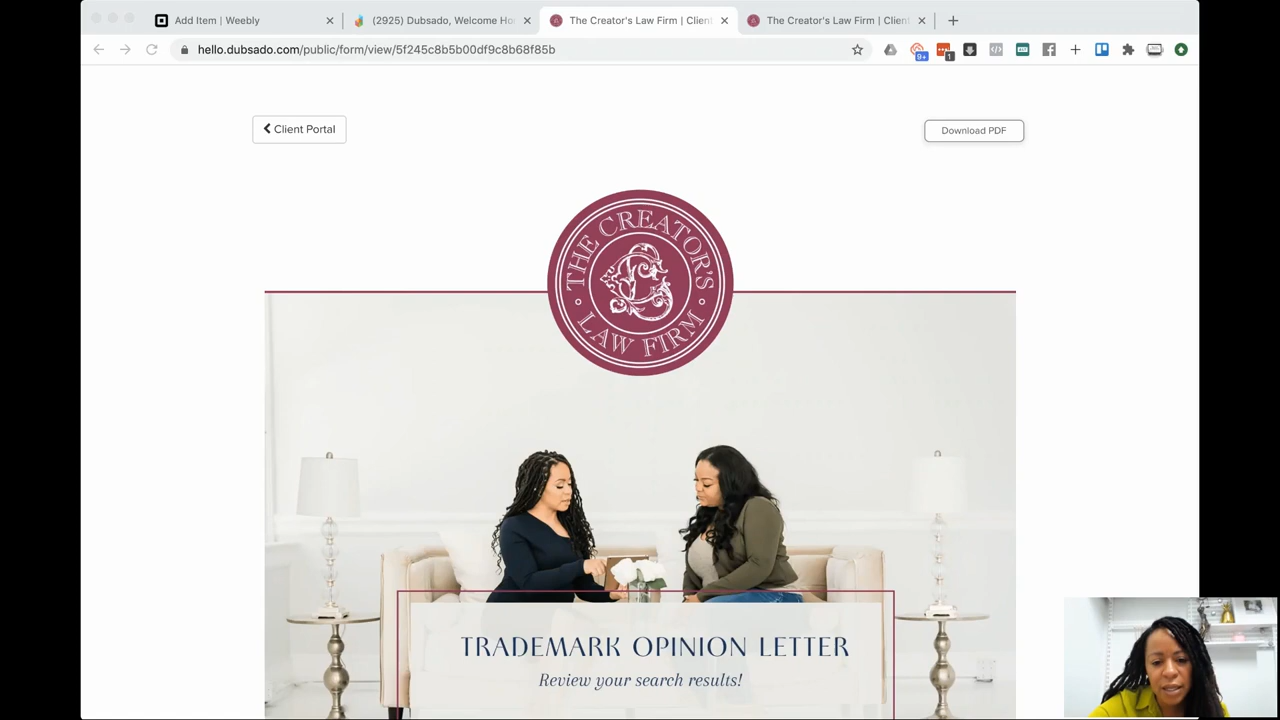 Add Item | Weebly
(2925) Dubsado, Welcome Ho
The Creator's Law Firm | Client
The Creator's Law Firm | Client
hello.dubsado.com/public/form/view/5f245c8b5b00df9c8b68f85b
9+
1
Client Portal
Download PDF
THE CREATOR'S
LAW FIRM
TRADEMARK OPINION LETTER
Review your search results!